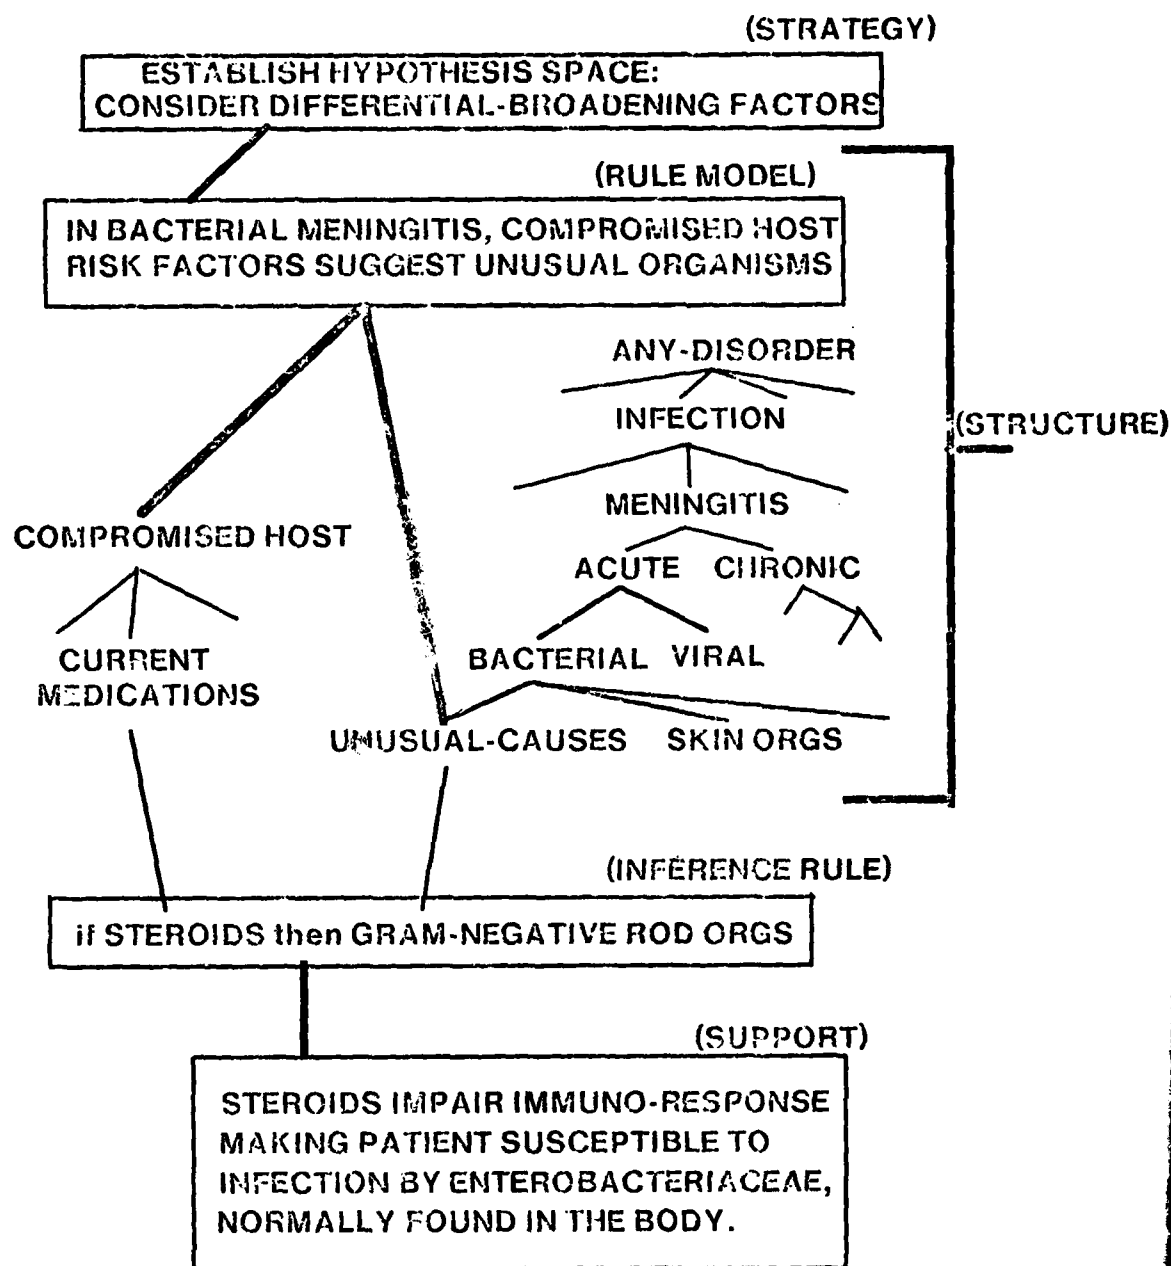 (STRATEGY)
ESTABLISH HYPOTHESIS SPACE:
CONSIDER DIFFERENTIAL-BROADENING FACTORS
(RULE MODEL)
IN BACTERIAL MENINGITIS, COMPROMISED HOST
RISK FACTORS SUGGEST UNUSUAL ORGANISMS
ANY-DISORDER
INFECTION
(STRUCTURE)
MENINGITIS
COMPROMISED HOST
ACUTE CHRONIC
CURRENT
MEDICATIONS
BACTERIAL VIRAL
UNUSUAL-CAUSES SKIN ORGS
(INFERENCE RULE)
if STEROIDS then GRAM-NEGATIVE ROD ORGS
(SUPPORT)
STEROIDS IMPAIR IMMUNO-RESPONSE
MAKING PATIENT SUSCEPTIBLE TO
INFECTION BY ENTEROBACTERIACEAE,
NORMALLY FOUND IN THE BODY.